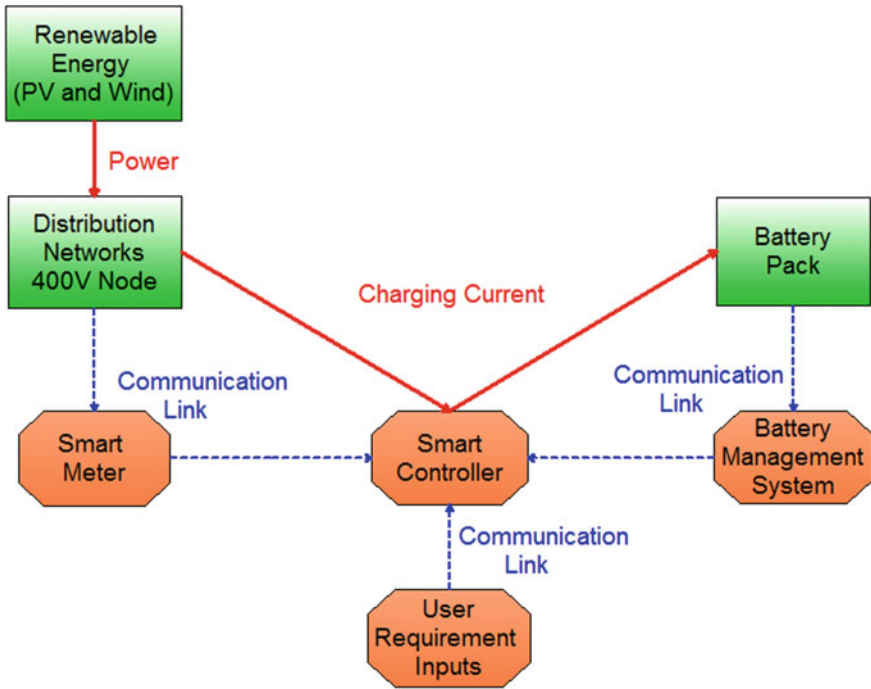 Renewable
Energy
(PV and Wind)
Power
Distribution
Networks
400V Node
Battery
Pack
Charging Current
Communication
Link
Communication
Link
Smart
Meter
Smart
Controller
Battery
Management
System
Communication
Link
User
Requirement
Inputs